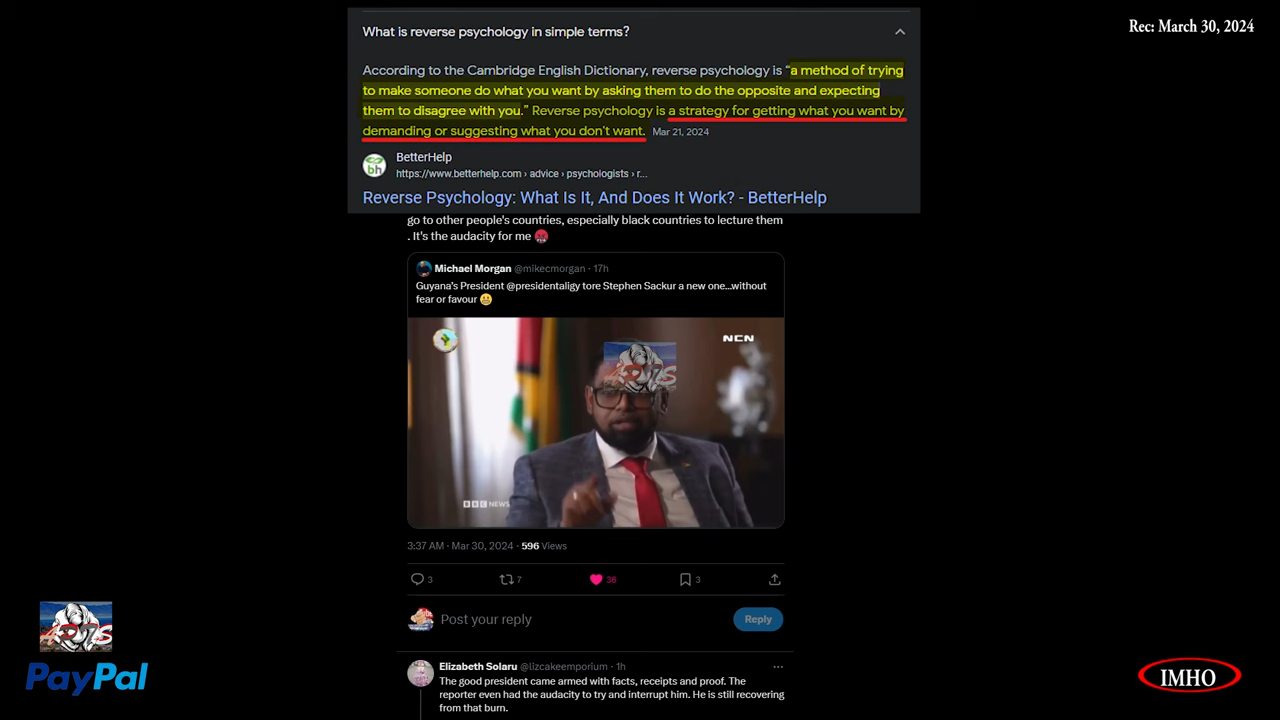 Rec: March 30, 2024
What is reverse psychology in simple terms?
According to the Cambridge English Dictionary, reverse psychology is “a method of trying
to make someone do what you want by asking them to do the opposite and expecting
them to disagree with you.” Reverse psychology is a strategy for getting what you want by
demanding or suggesting what you don't want. Mar 21, 2024
bh
BetterHelp
https://www.betterhelp.com › advice › psychologists › r...
Reverse Psychology: What Is It, And Does It Work? - BetterHelp
go to other people's countries, especially black countries to lecture them
. It's the audacity for me
Michael Morgan @mikecmorgan · 17h
Guyana's President @presidentaligy tore Stephen Sackur a new one...without
fear or favour
NCN
BBC NEWS
3:37 AM · Mar 30, 2024 · 596 Views
3 7 36 3
Post your reply
Reply
Elizabeth Solaru @lizcakeemporium · 1h
The good president came armed with facts, receipts and proof. The
reporter even had the audacity to try and interrupt him. He is still recovering
from that burn.
PayPal
IMHO